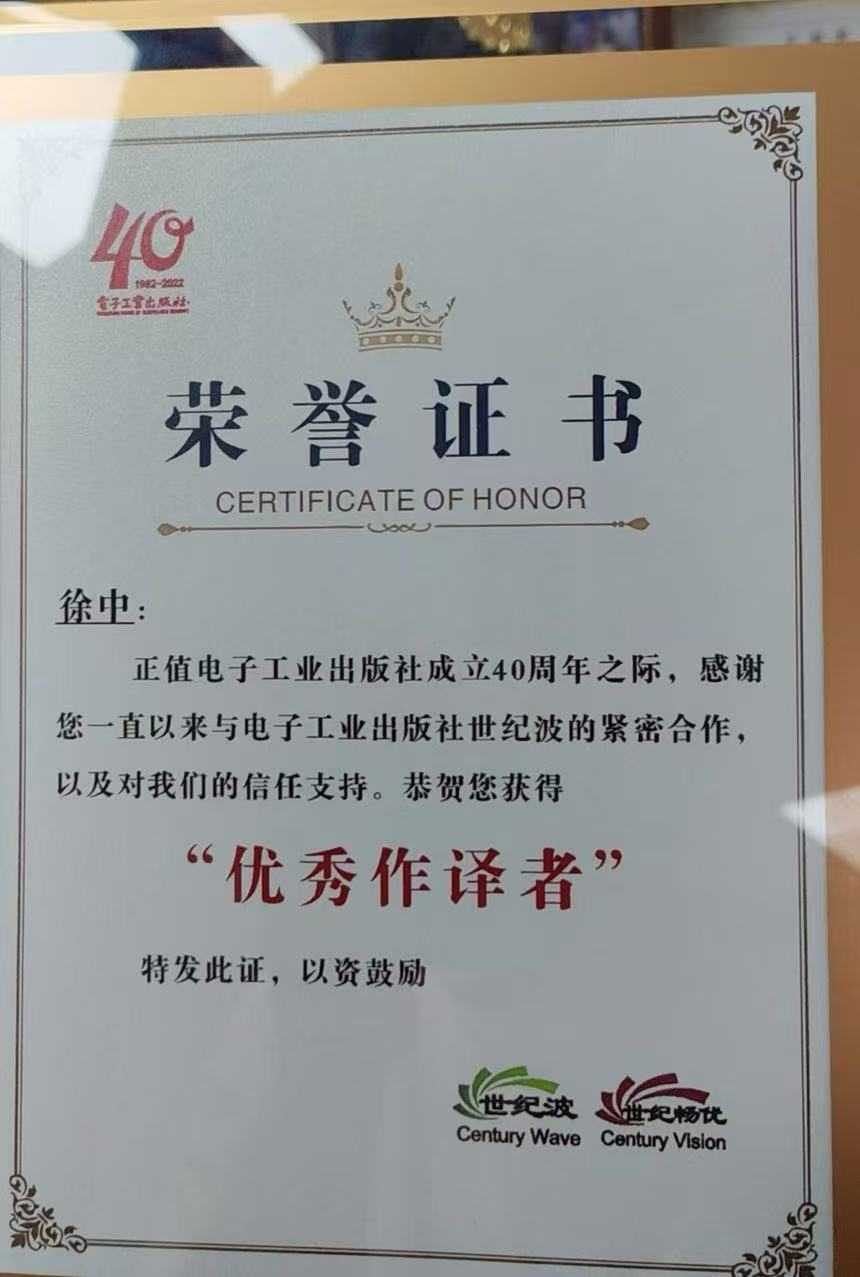 40
1982-2022
電子工業出版社
荣誉证书
CERTIFICATE OF HONOR
徐中：
正值电子工业出版社成立40周年之际，感谢
您一直以来与电子工业出版社世纪波的紧密合作，
以及对我们的信任支持。恭贺您获得
“优秀作译者”
特发此证，以资鼓励
世纪波 世纪畅优
Century Wave Century Vision